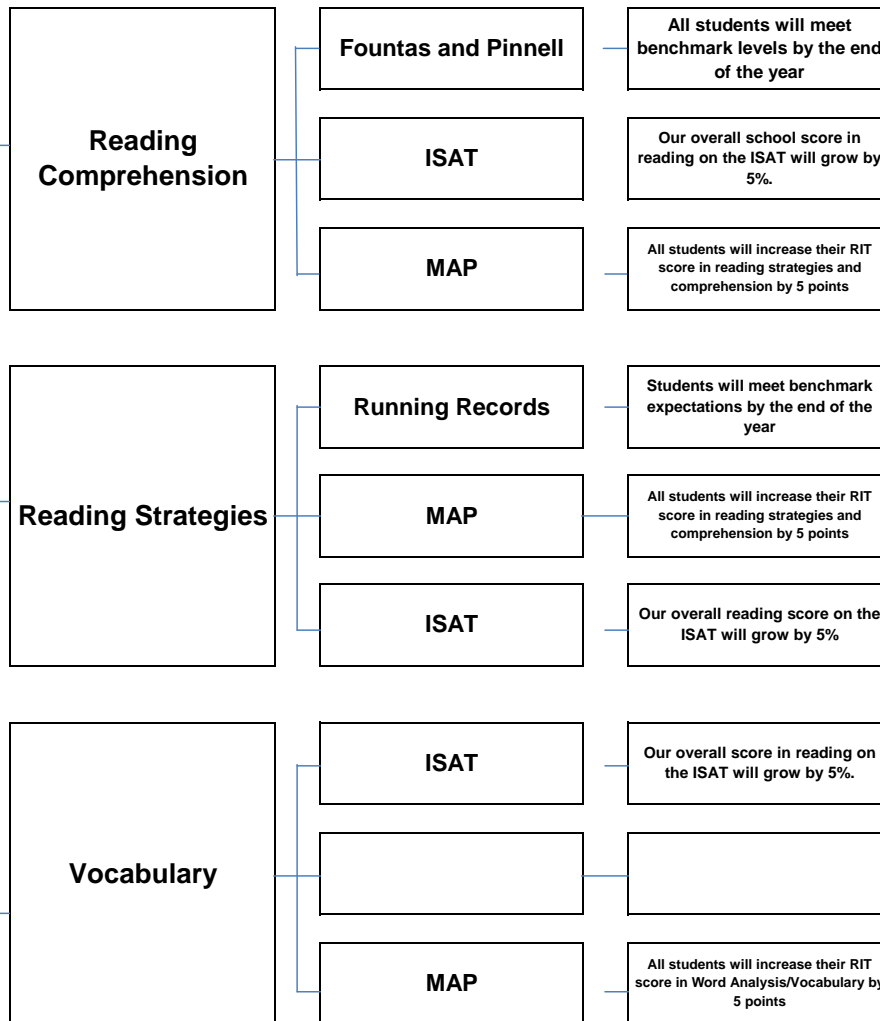 All students will meet
Fountas and Pinnell
benchmark levels by the end
of the year
Reading
Comprehension
ISAT
Our overall school score in
reading on the ISAT will grow by
5%.
MAP
All students will increase their RIT
score in reading strategies and
comprehension by 5 points
Running Records
Students will meet benchmark
expectations by the end of the
year
Reading Strategies
MAP
All students will increase their RIT
score in reading strategies and
comprehension by 5 points
ISAT
Our overall reading score on the
ISAT will grow by 5%
ISAT
Our overall score in reading on
the ISAT will grow by 5%.
Vocabulary
MAP
All students will increase their RIT
score in Word Analysis/Vocabulary by
5 points